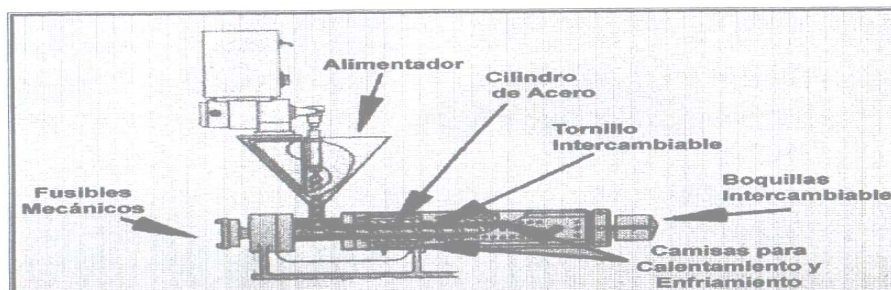 Alimentador
Cilindro
de Acero
Tornillo
Intercambiable
Fusibles
Mecánicos
Boquillas
Intercambiable
Camisas para
Calentamiento y
Enfriamiento